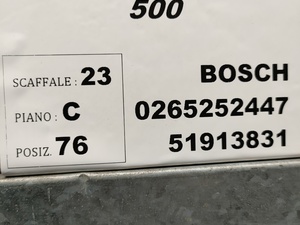 500
SCAFFALE: 23
PIANO: C
POSIZ. 76
BOSCH
0265252447
51913831